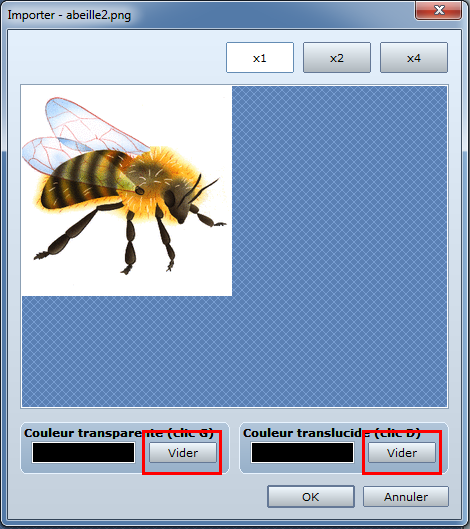 Importer - abeille2.png
x1 x2 x4
Couleur transparente (clic G) Couleur translucide (clic D)
Vider Vider
OK Annuler